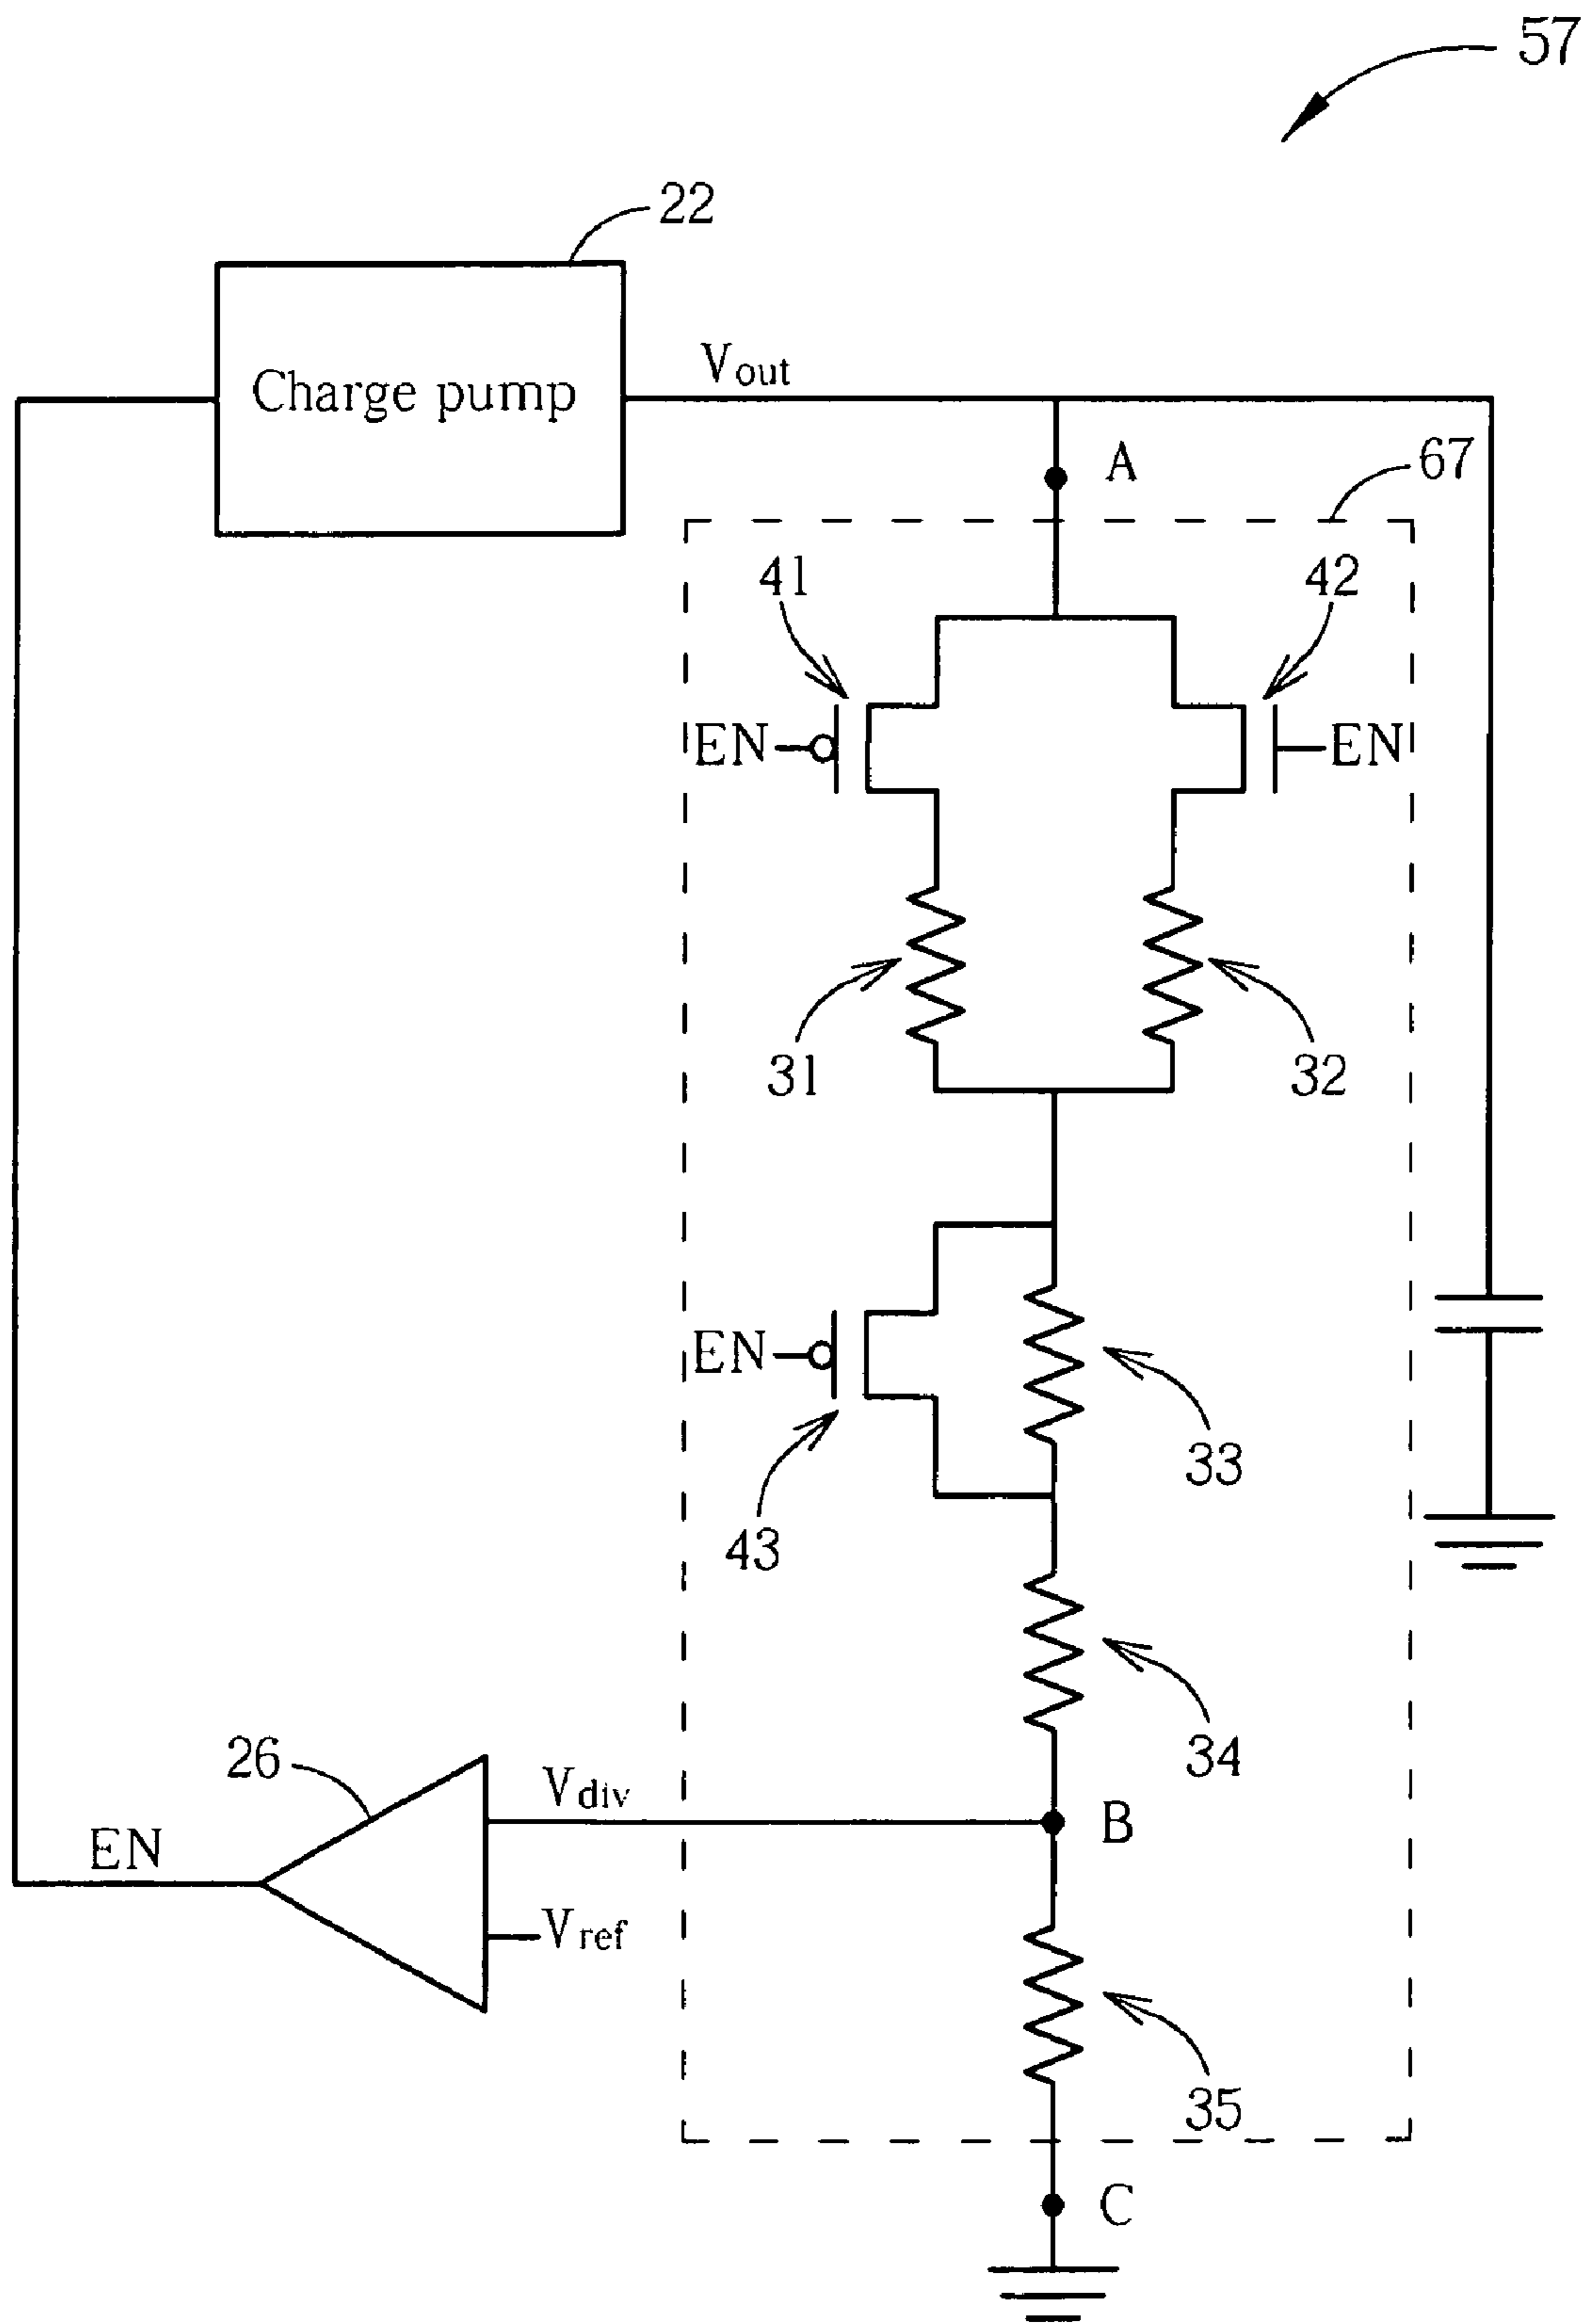 57
22
Charge pump
Vout
A
67
41
42
EN
EN
31
32
EN
33
43
34
26
Vdiv
B
EN
Vref
35
C